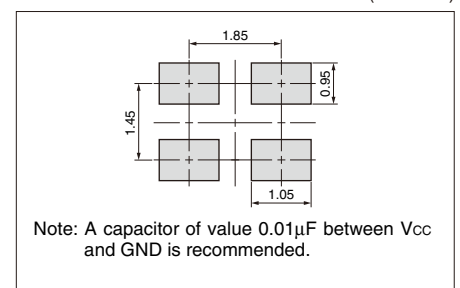 1.85
0.95
1.45
1.05
Note: A capacitor of value 0.01µF between Vcc
and GND is recommended.